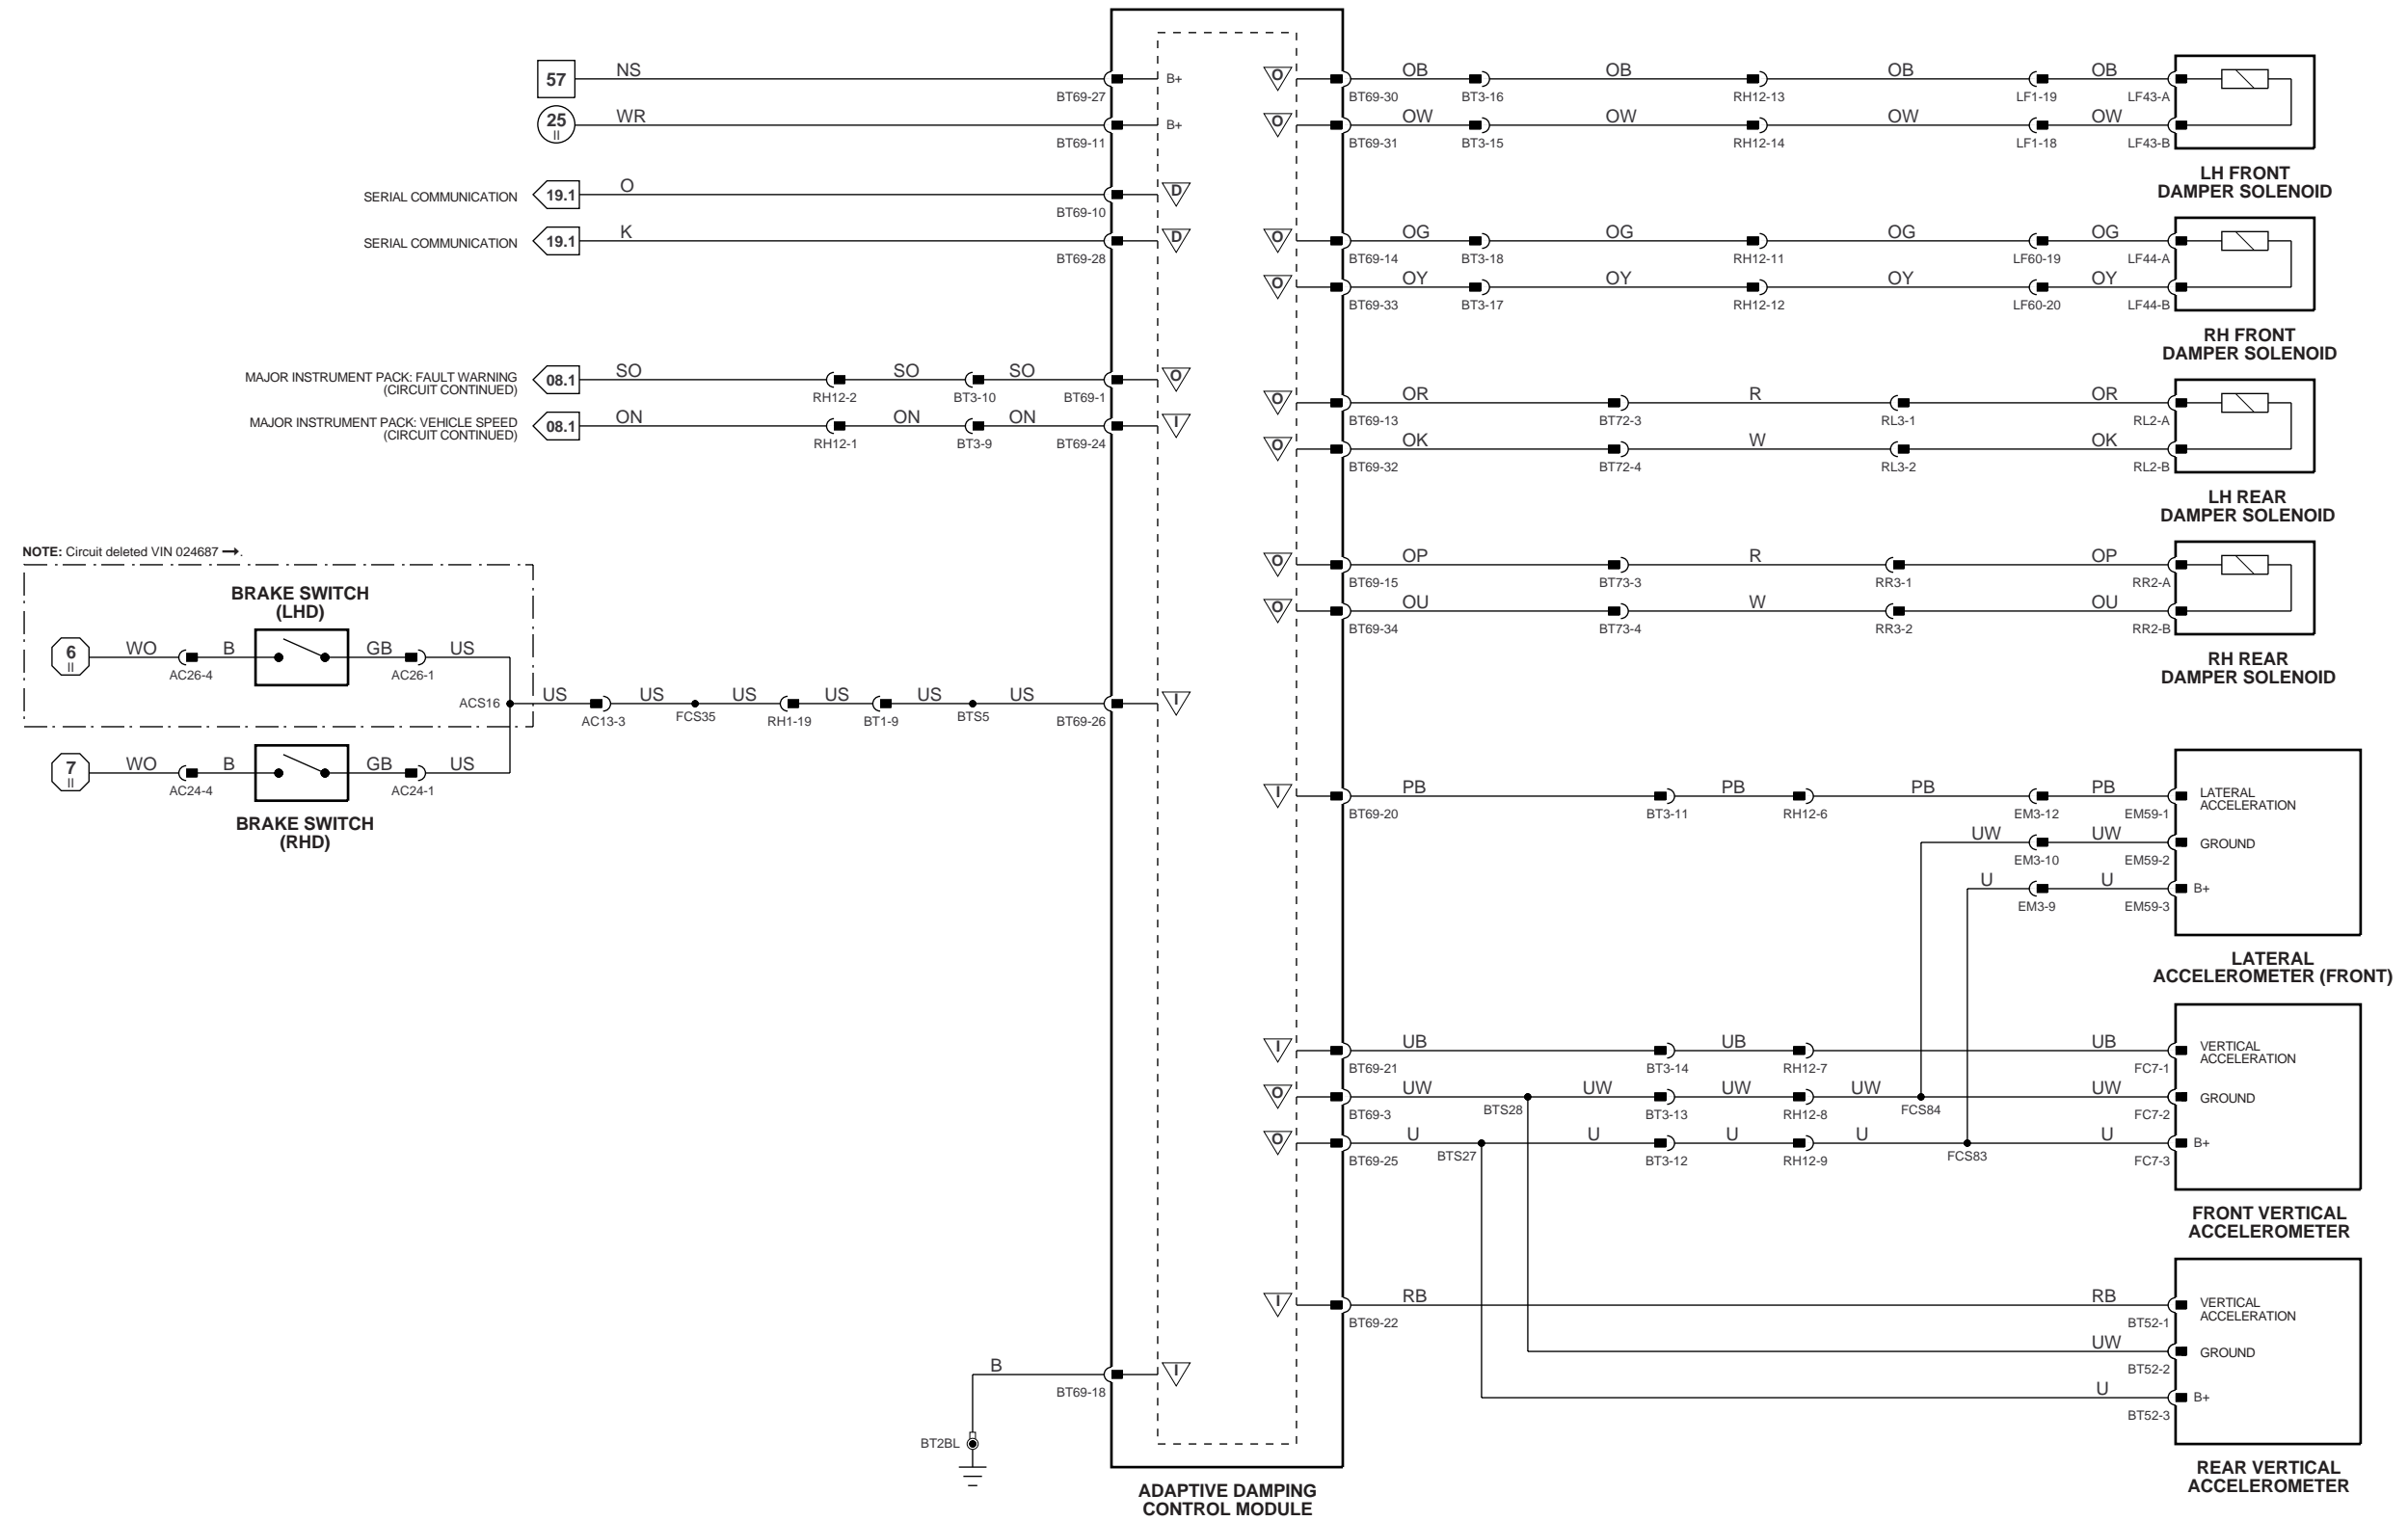 57 NS BT69-27 B+
25 II WR BT69-11 B+
SERIAL COMMUNICATION 19.1 O BT69-10 D
SERIAL COMMUNICATION 19.1 K BT69-28 D
MAJOR INSTRUMENT PACK: FAULT WARNING
(CIRCUIT CONTINUED) 08.1 SO RH12-2 SO BT3-10 SO BT69-1 O
MAJOR INSTRUMENT PACK: VEHICLE SPEED
(CIRCUIT CONTINUED) 08.1 ON RH12-1 ON BT3-9 ON BT69-24 I
NOTE: Circuit deleted VIN 024687 →.
BRAKE SWITCH
(LHD)
6 II WO AC26-4 B GB AC26-1 US
ACS16 US AC13-3 US FCS35 US RH1-19 US BT1-9 US BTS5 US BT69-26 I
7 II WO AC24-4 B GB AC24-1 US
BRAKE SWITCH
(RHD)
B BT69-18 I
BT2BL
ADAPTIVE DAMPING
CONTROL MODULE
O BT69-30 OB BT3-16 OB RH12-13 OB LF1-19 OB LF43-A
O BT69-31 OW BT3-15 OW RH12-14 OW LF1-18 OW LF43-B
LH FRONT
DAMPER SOLENOID
O BT69-14 OG BT3-18 OG RH12-11 OG LF60-19 OG LF44-A
O BT69-33 OY BT3-17 OY RH12-12 OY LF60-20 OY LF44-B
RH FRONT
DAMPER SOLENOID
O BT69-13 OR BT72-3 R RL3-1 OR RL2-A
O BT69-32 OK BT72-4 W RL3-2 OK RL2-B
LH REAR
DAMPER SOLENOID
O BT69-15 OP BT73-3 R RR3-1 OP RR2-A
O BT69-34 OU BT73-4 W RR3-2 OU RR2-B
RH REAR
DAMPER SOLENOID
I BT69-20 PB BT3-11 PB RH12-6 PB EM3-12 PB EM59-1 LATERAL
ACCELERATION
UW EM3-10 UW EM59-2 GROUND
U EM3-9 U EM59-3 B+
LATERAL
ACCELEROMETER (FRONT)
I BT69-21 UB BT3-14 UB RH12-7 UB FC7-1 VERTICAL
ACCELERATION
O BT69-3 UW BTS28 UW BT3-13 UW RH12-8 UW FCS84 UW FC7-2 GROUND
O BT69-25 U BTS27 U BT3-12 U RH12-9 U FCS83 U FC7-3 B+
FRONT VERTICAL
ACCELEROMETER
I BT69-22 RB RB BT52-1 VERTICAL
ACCELERATION
UW BT52-2 GROUND
U BT52-3 B+
REAR VERTICAL
ACCELEROMETER